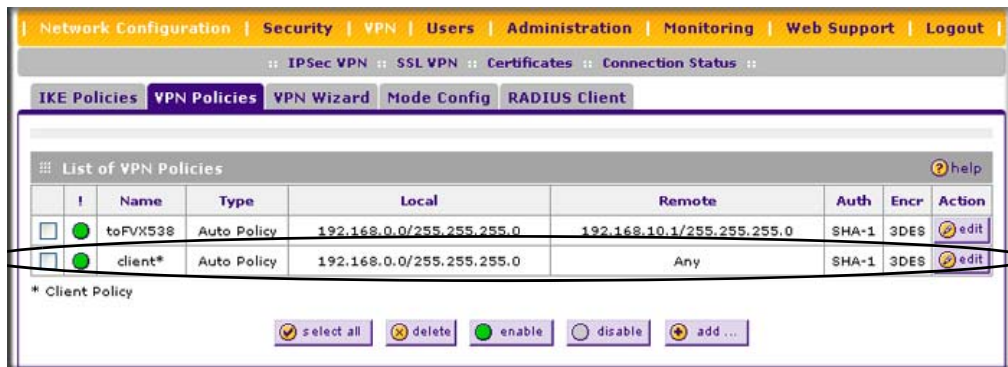 Network Configuration | Security | VPN | Users | Administration | Monitoring | Web Support | Logout |
:: IPSec VPN :: SSL VPN :: Certificates :: Connection Status ::
IKE Policies VPN Policies VPN Wizard Mode Config RADIUS Client
List of VPN Policies ? help
! Name Type Local Remote Auth Encr Action
toFVX538 Auto Policy 192.168.0.0/255.255.255.0 192.168.10.1/255.255.255.0 SHA-1 3DES edit
client* Auto Policy 192.168.0.0/255.255.255.0 Any SHA-1 3DES edit
* Client Policy
select all delete enable disable add ...